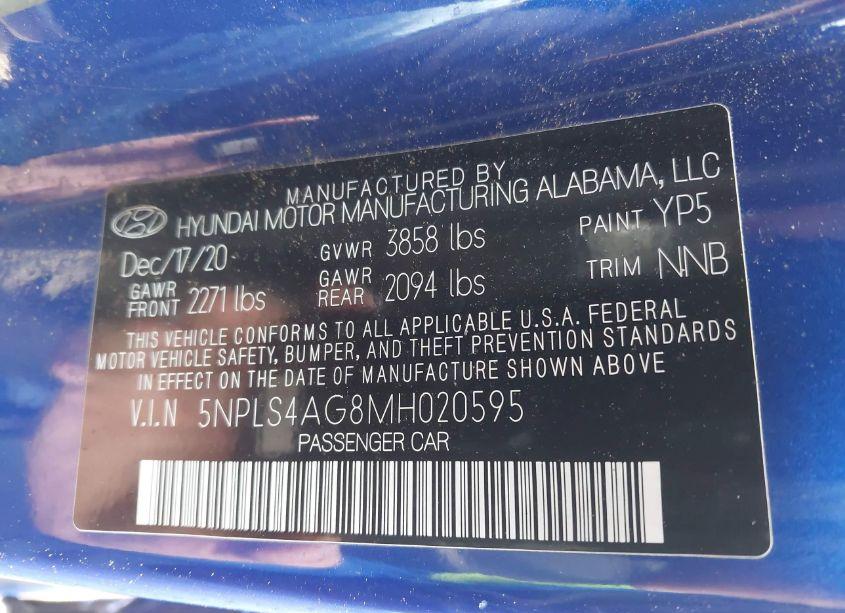 MANUFACTURED BY
HYUNDAI MOTOR MANUFACTURING ALABAMA, LLC
Dec/17/20 GVWR 3858 lbs PAINT YP5
GAWR FRONT 2271 lbs GAWR REAR 2094 lbs TRIM NNB
THIS VEHICLE CONFORMS TO ALL APPLICABLE U.S.A. FEDERAL
MOTOR VEHICLE SAFETY, BUMPER, AND THEFT PREVENTION STANDARDS
IN EFFECT ON THE DATE OF MANUFACTURE SHOWN ABOVE
V.I.N 5NPLS4AG8MH020595
PASSENGER CAR